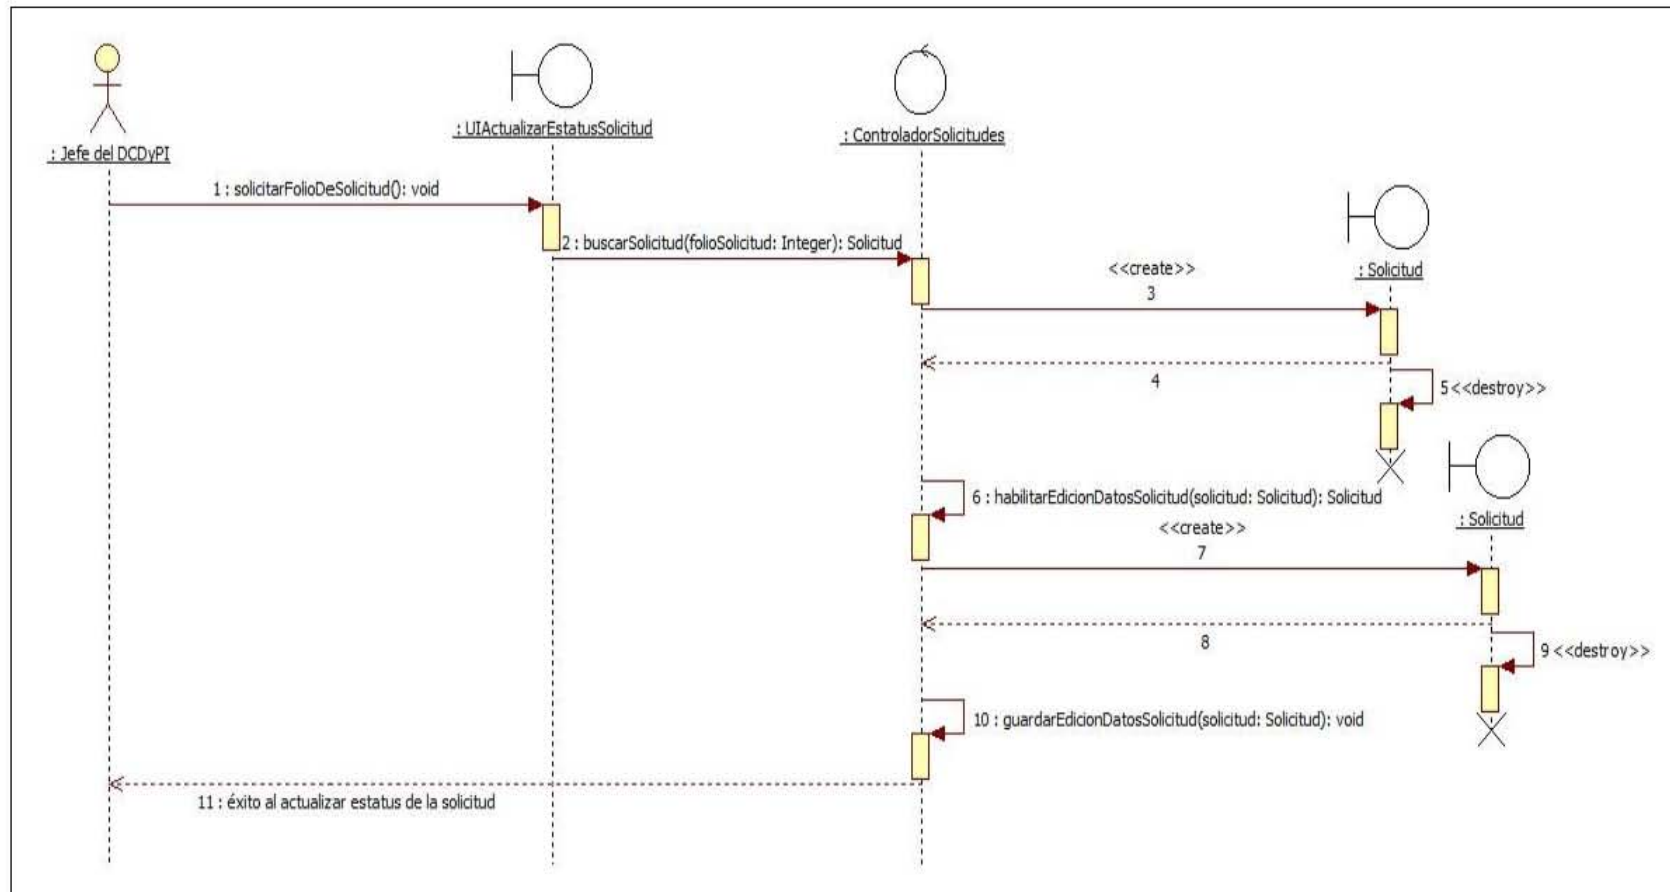 : Jefe del DCDyPI
: UIActualizarEstatusSolicitud
: ControladorSolicitudes
1 : solicitarFolioDeSolicitud(): void
2 : buscarSolicitud(folioSolicitud: Integer): Solicitud
: Solicitud
<<create>>
3
4
5<<destroy>>
6 : habilitarEdicionDatosSolicitud(solicitud: Solicitud): Solicitud
: Solicitud
<<create>>
7
8
9 <<destroy>>
10 : guardarEdicionDatosSolicitud(solicitud: Solicitud): void
11 : éxito al actualizar estatus de la solicitud